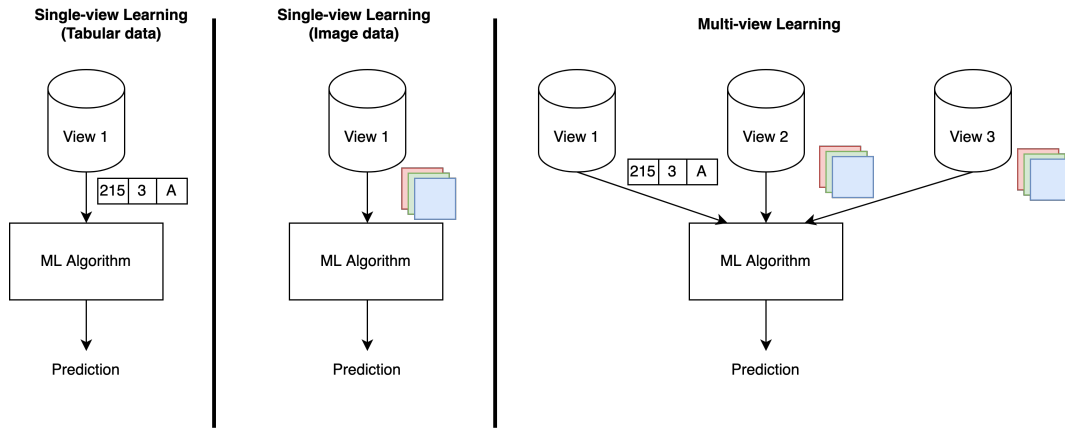 Single-view Learning
(Tabular data)
View 1
215 3 A
ML Algorithm
Prediction
Single-view Learning
(Image data)
View 1
ML Algorithm
Prediction
Multi-view Learning
View 1
View 2
View 3
215 3 A
ML Algorithm
Prediction